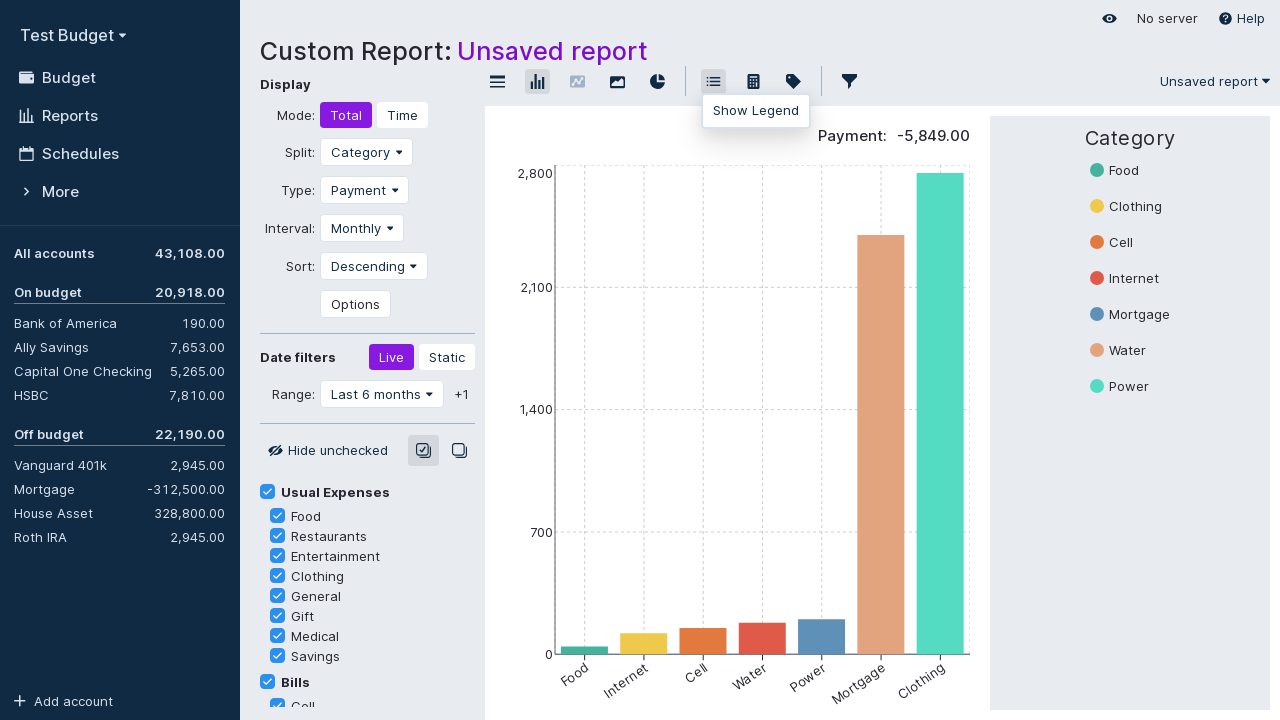 Test Budget
Budget
Reports
Schedules
More
All accounts 43,108.00
On budget 20,918.00
Bank of America 190.00
Ally Savings 7,653.00
Capital One Checking 5,265.00
HSBC 7,810.00
Off budget 22,190.00
Vanguard 401k 2,945.00
Mortgage -312,500.00
House Asset 328,800.00
Roth IRA 2,945.00
Add account
No server Help
Custom Report: Unsaved report
Display
Mode: Total Time
Split: Category
Type: Payment
Interval: Monthly
Sort: Descending
Options
Date filters Live Static
Range: Last 6 months +1
Hide unchecked
Usual Expenses
Food
Restaurants
Entertainment
Clothing
General
Gift
Medical
Savings
Bills
Cell
Unsaved report
Show Legend
Payment: -5,849.00
2,800
2,100
1,400
700
0
Food Internet Cell Water Power Mortgage Clothing
Category
Food
Clothing
Cell
Internet
Mortgage
Water
Power